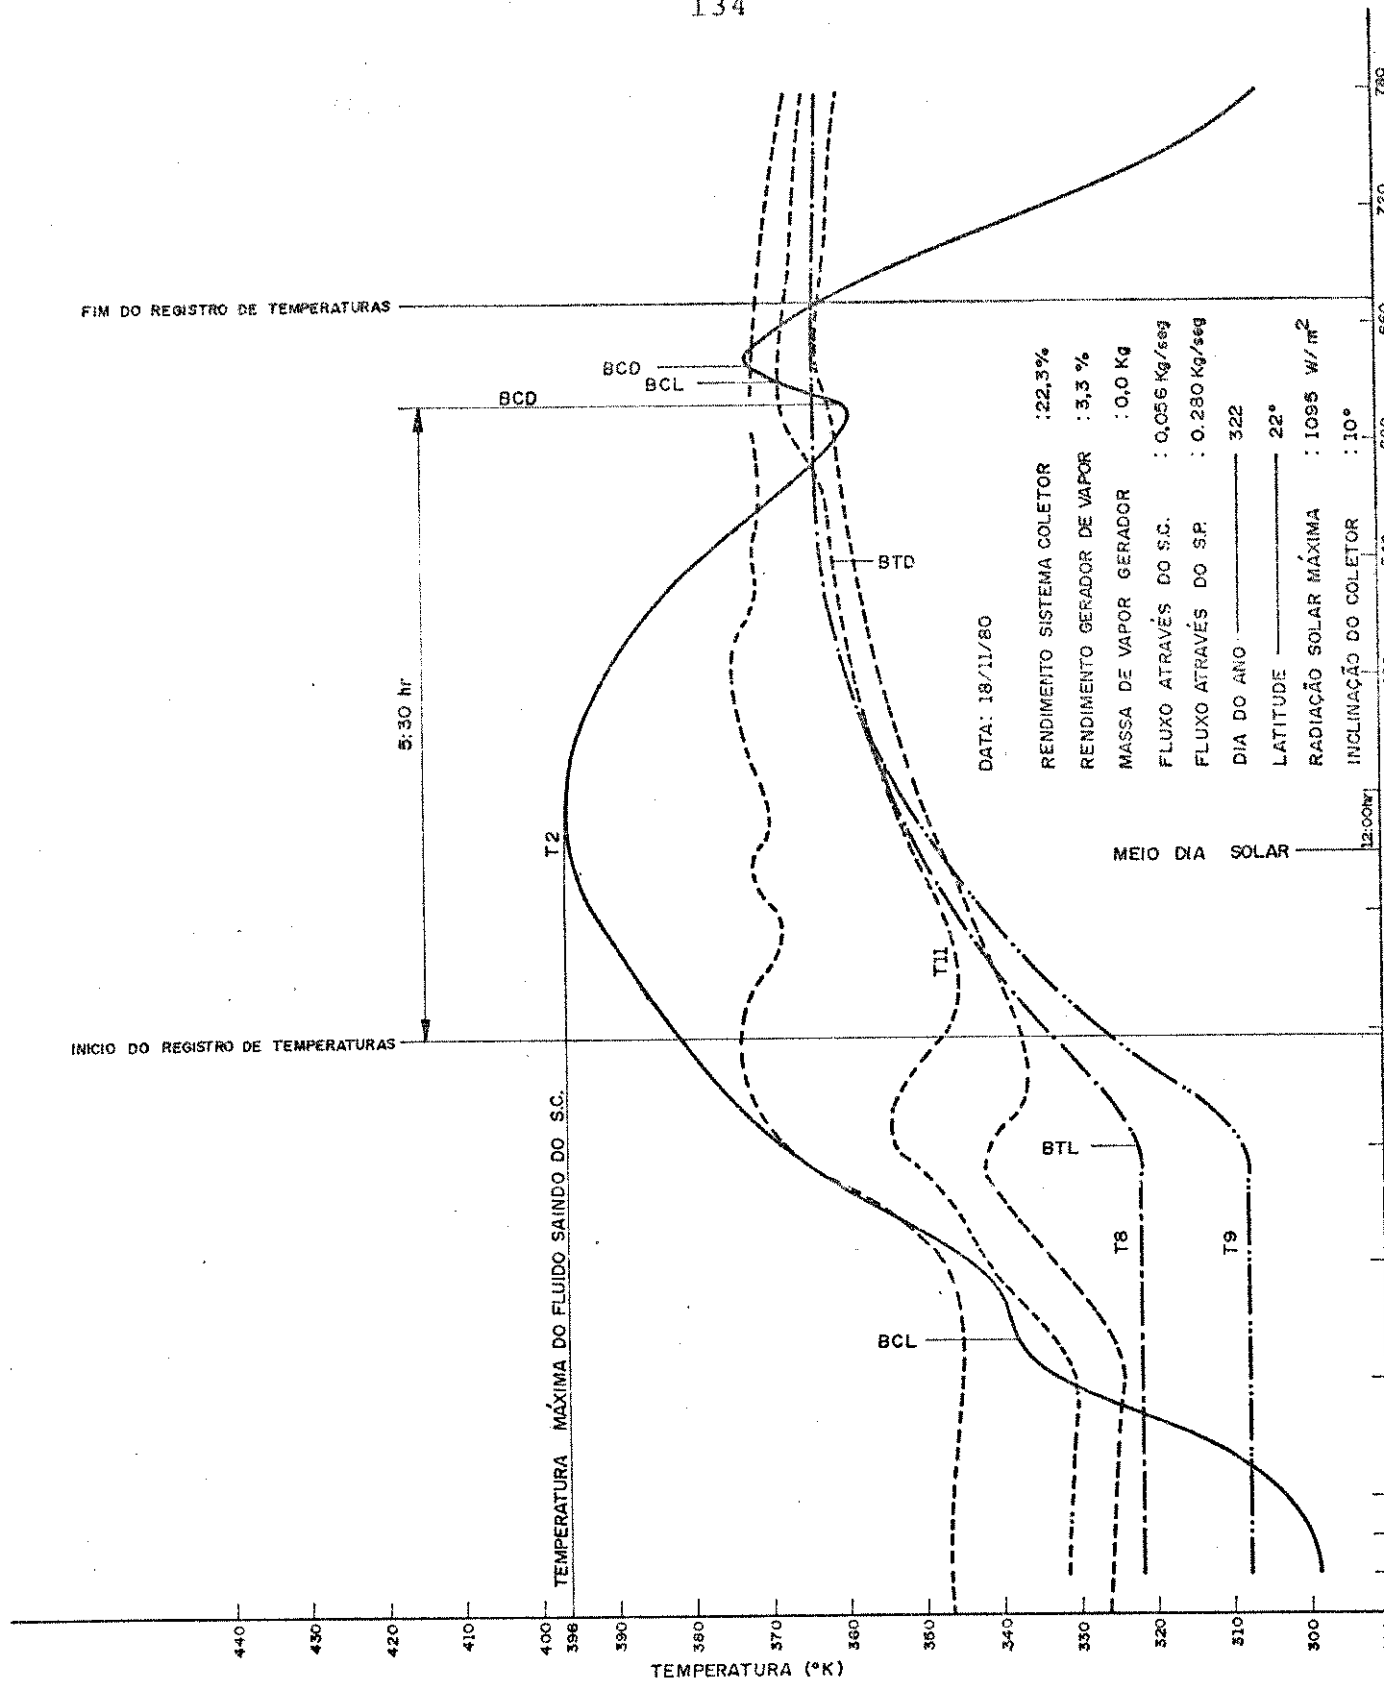 134
FIM DO REGISTRO DE TEMPERATURAS
BCD
BCL
BCD
5:30 hr
BTD
T2
T11
INICIO DO REGISTRO DE TEMPERATURAS
TEMPERATURA MÁXIMA DO FLUIDO SAINDO DO S.C.
BTL
T8
T9
BCL
DATA: 18/11/80
RENDIMENTO SISTEMA COLETOR :22,3%
RENDIMENTO GERADOR DE VAPOR :3,3 %
MASSA DE VAPOR GERADOR :0,0 Kg
FLUXO ATRAVÉS DO S.C. : 0,056 Kg/seg
FLUXO ATRAVÉS DO S.P. : 0.280 Kg/seg
DIA DO ANO 322
LATITUDE 22°
RADIAÇÃO SOLAR MÁXIMA : 1095 W/m²
INCLINAÇÃO DO COLETOR : 10°
MEIO DIA SOLAR
12:00hr
780
720
660
440
430
420
410
400
398
390
380
370
360
350
340
330
320
310
300
TEMPERATURA (°K)